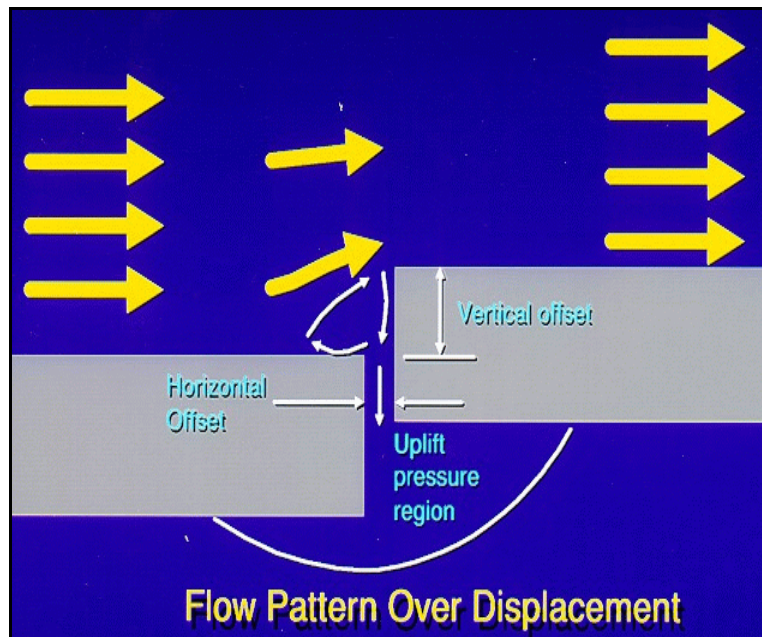 Vertical offset
Horizontal
Offset
Uplift
pressure
region
Flow Pattern Over Displacement